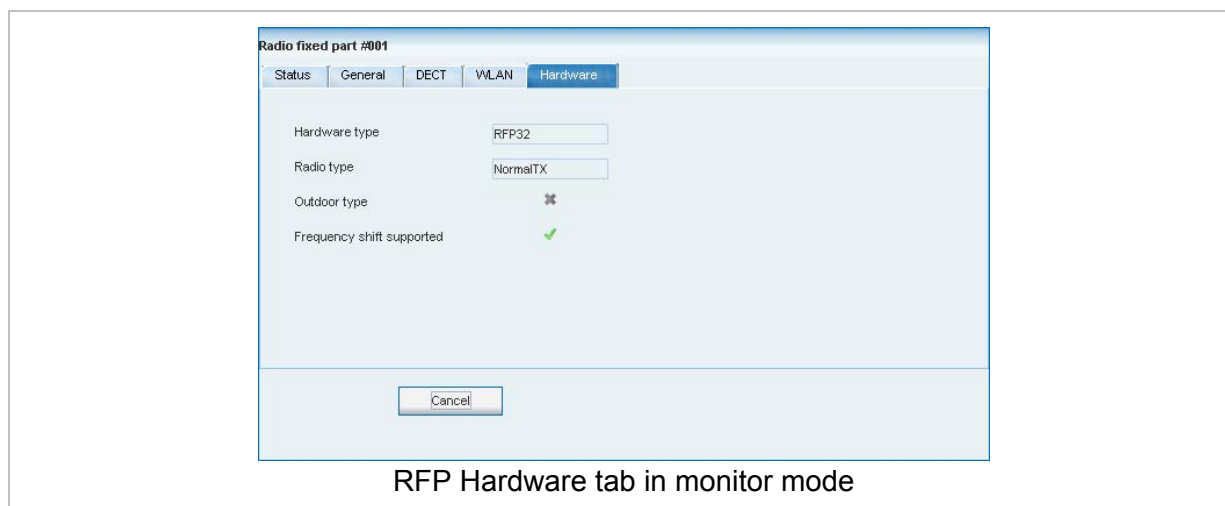 Radio fixed part #001
Status General DECT WLAN Hardware
Hardware type RFP32
Radio type NormalTX
Outdoor type
Frequency shift supported
Cancel
RFP Hardware tab in monitor mode